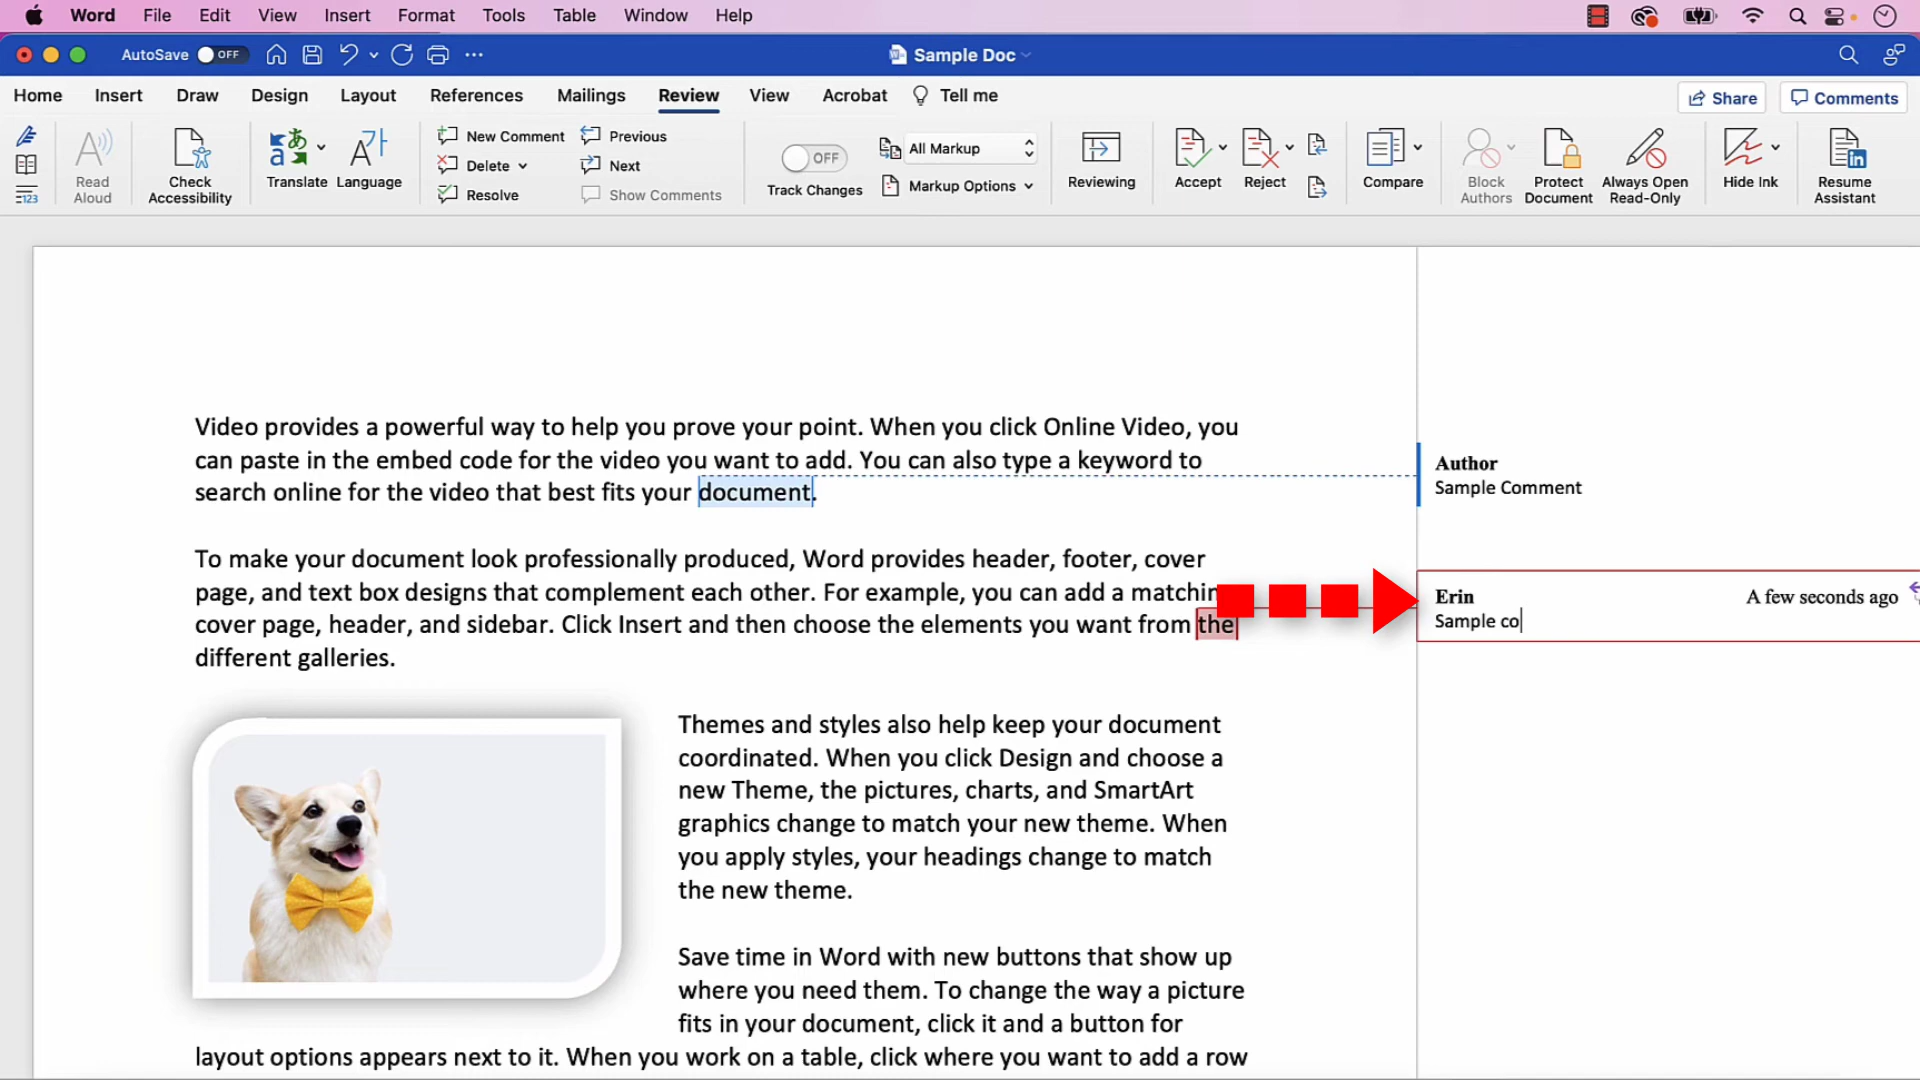 Word File Edit View Insert Format Tools Table Window Help
AutoSave OFF Sample Doc
Home Insert Draw Design Layout References Mailings Review View Acrobat Tell me Share Comments
Read Aloud
Check Accessibility
Translate
Language
New Comment
Delete
Resolve
Previous
Next
Show Comments
OFF
Track Changes
All Markup
Markup Options
Reviewing
Accept
Reject
Compare
Block Authors
Protect Document
Always Open Read-Only
Hide Ink
Resume Assistant
Video provides a powerful way to help you prove your point. When you click Online Video, you
can paste in the embed code for the video you want to add. You can also type a keyword to
search online for the video that best fits your document.
Author
Sample Comment
To make your document look professionally produced, Word provides header, footer, cover
page, and text box designs that complement each other. For example, you can add a matchin
cover page, header, and sidebar. Click Insert and then choose the elements you want from the
different galleries.
Erin A few seconds ago
Sample co
Themes and styles also help keep your document
coordinated. When you click Design and choose a
new Theme, the pictures, charts, and SmartArt
graphics change to match your new theme. When
you apply styles, your headings change to match
the new theme.
Save time in Word with new buttons that show up
where you need them. To change the way a picture
fits in your document, click it and a button for
layout options appears next to it. When you work on a table, click where you want to add a row